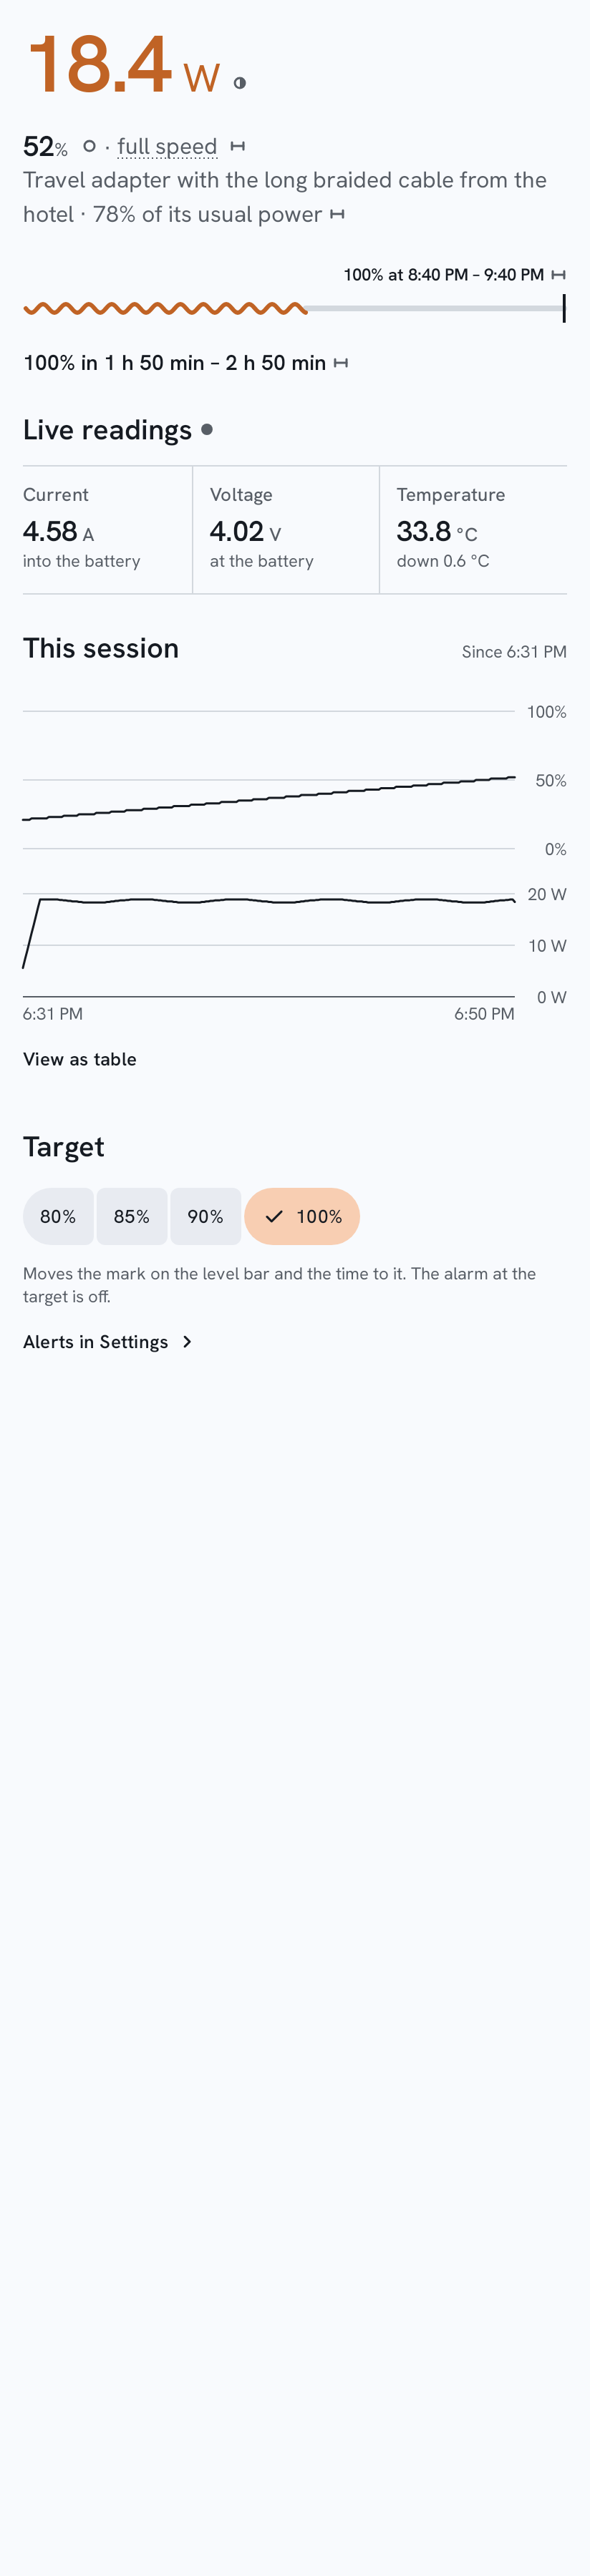 18.4 W
52% · full speed
Travel adapter with the long braided cable from the
hotel · 78% of its usual power
100% at 8:40 PM – 9:40 PM
100% in 1 h 50 min – 2 h 50 min
Live readings
Current
4.58 A
into the battery
Voltage
4.02 V
at the battery
Temperature
33.8 °C
down 0.6 °C
This session
Since 6:31 PM
100%
50%
0%
20 W
10 W
0 W
6:31 PM
6:50 PM
View as table
Target
80%
85%
90%
100%
Moves the mark on the level bar and the time to it. The alarm at the
target is off.
Alerts in Settings